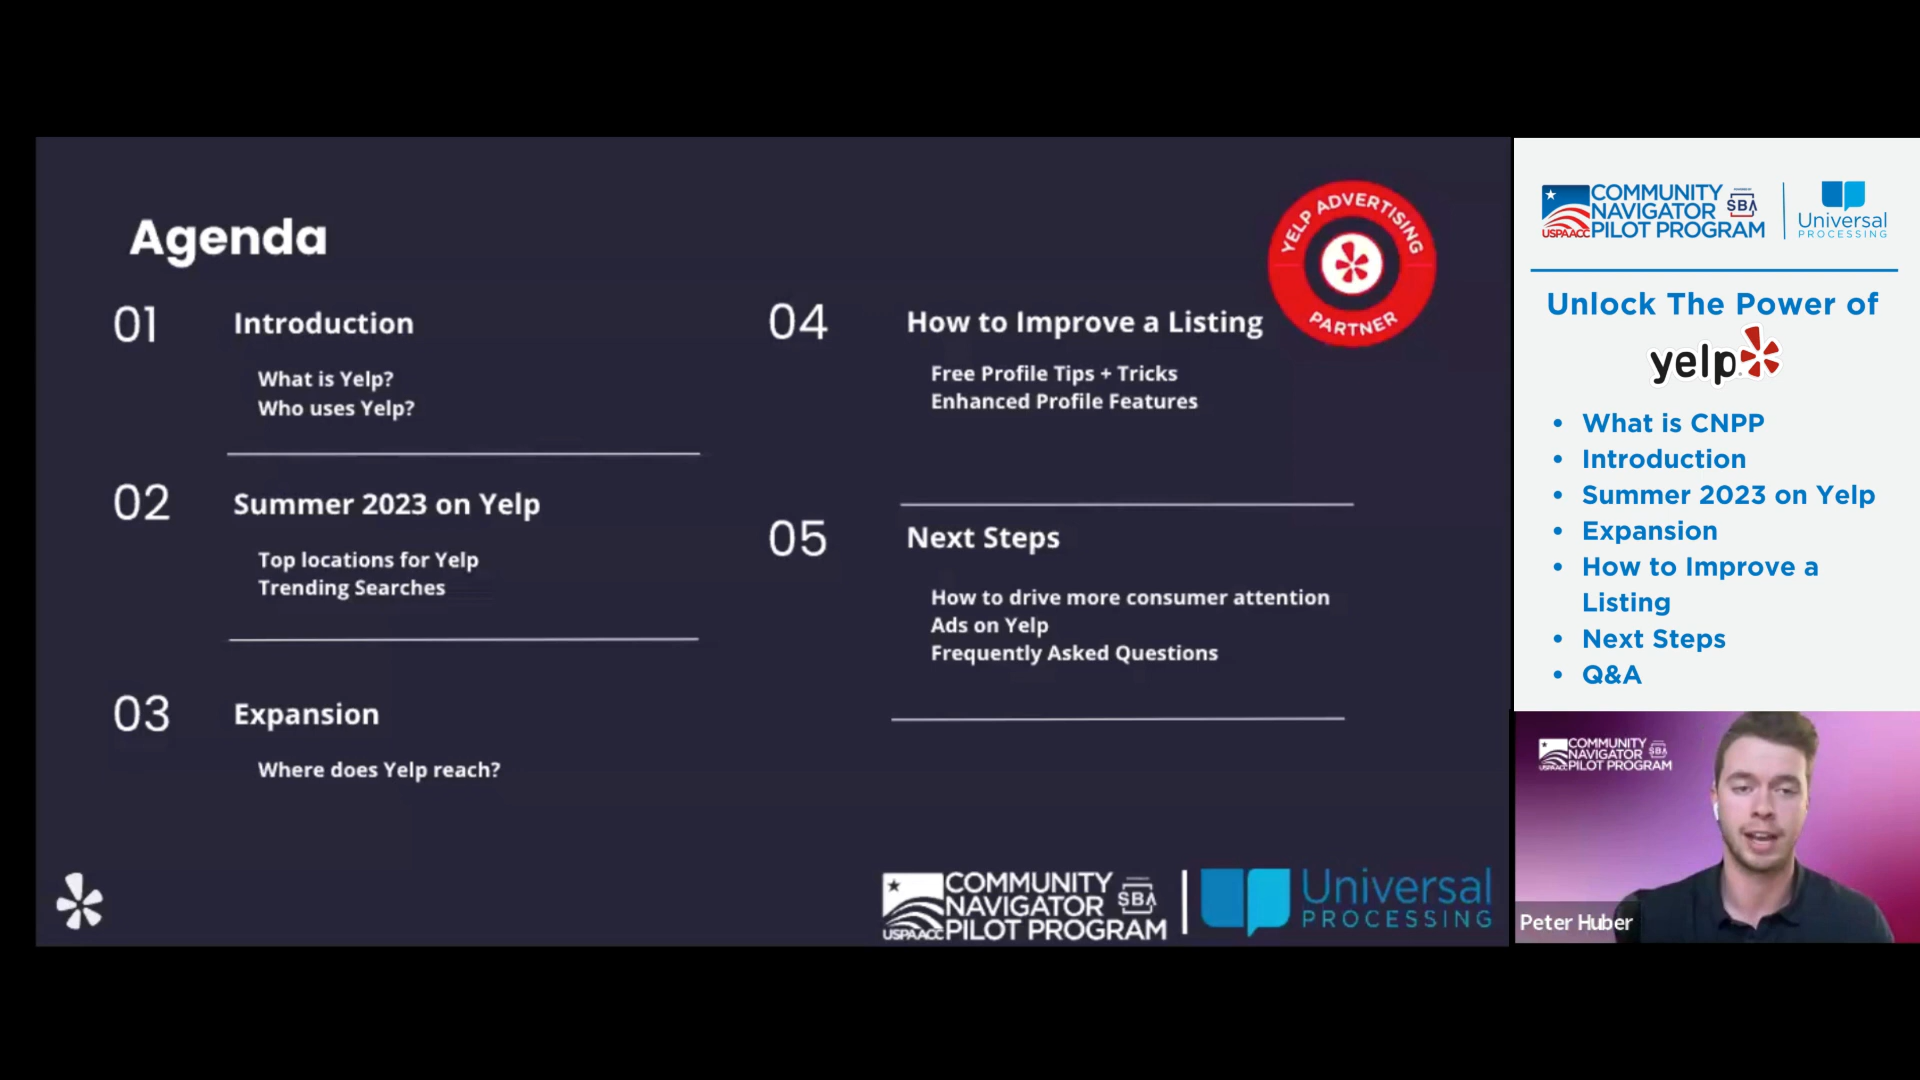 Agenda
01
Introduction
What is Yelp?
Who uses Yelp?
02
Summer 2023 on Yelp
Top locations for Yelp
Trending Searches
03
Expansion
Where does Yelp reach?
04
How to Improve a Listing
Free Profile Tips + Tricks
Enhanced Profile Features
05
Next Steps
How to drive more consumer attention
Ads on Yelp
Frequently Asked Questions
YELP ADVERTISING
PARTNER
COMMUNITY
NAVIGATOR SBA
USPAACC PILOT PROGRAM
Universal
PROCESSING
COMMUNITY
NAVIGATOR SBA
USPAACC PILOT PROGRAM
Universal
PROCESSING
Unlock The Power of
yelp
• What is CNPP
• Introduction
• Summer 2023 on Yelp
• Expansion
• How to Improve a
Listing
• Next Steps
• Q&A
COMMUNITY
NAVIGATOR SBA
USPAACC PILOT PROGRAM
Peter Huber